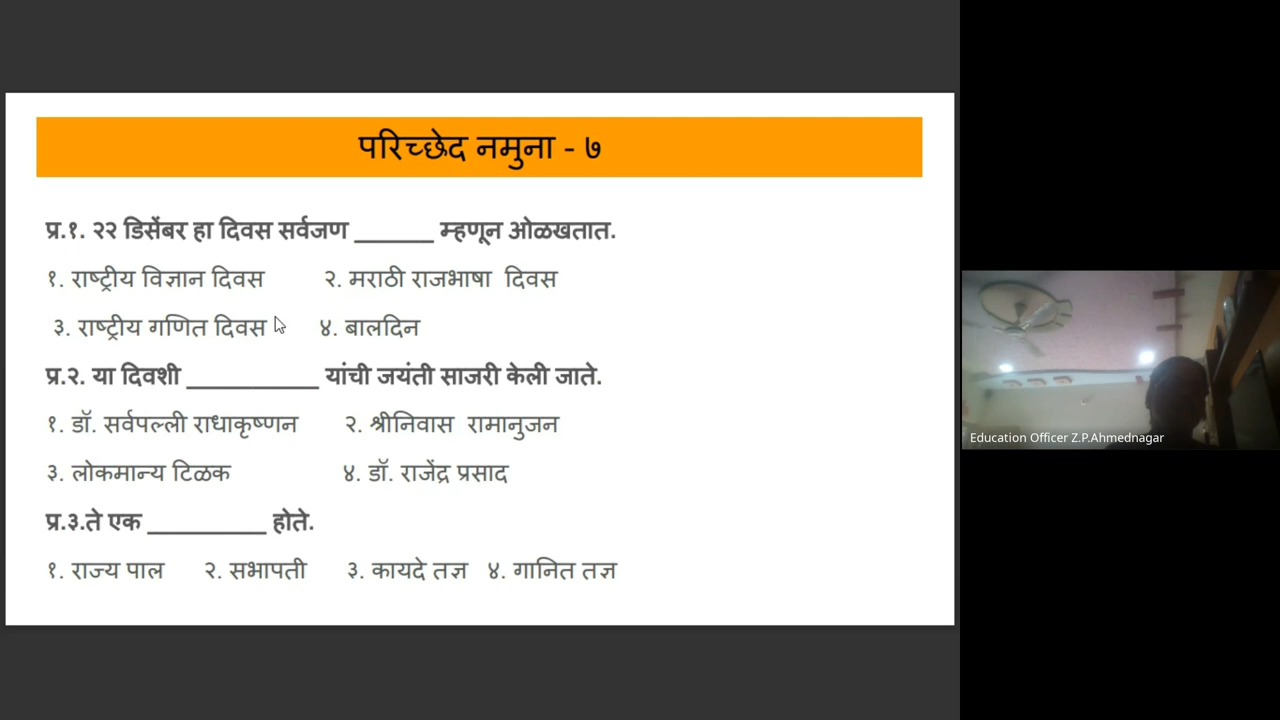 परिच्छेद नमुना - ७
प्र.१. २२ डिसेंबर हा दिवस सर्वजण ______ म्हणून ओळखतात.
१. राष्ट्रीय विज्ञान दिवस २. मराठी राजभाषा दिवस
३. राष्ट्रीय गणित दिवस ४. बालदिन
प्र.२. या दिवशी __________ यांची जयंती साजरी केली जाते.
१. डॉ. सर्वपल्ली राधाकृष्णन २. श्रीनिवास रामानुजन
३. लोकमान्य टिळक ४. डॉ. राजेंद्र प्रसाद
प्र.३.ते एक _________ होते.
१. राज्य पाल २. सभापती ३. कायदे तज्ञ ४. गानित तज्ञ
Education Officer Z.P.Ahmednagar